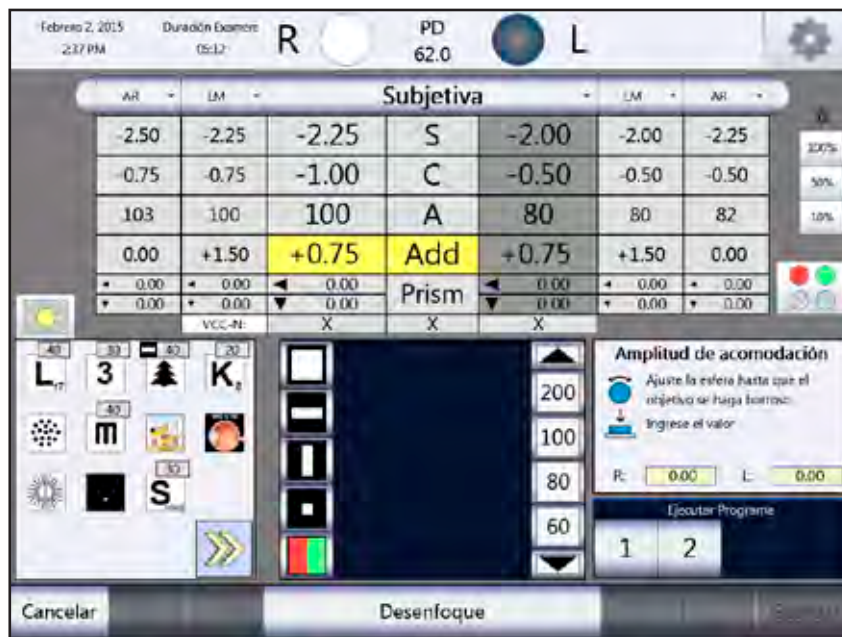 Febrero 2, 2015 Duración Examen R PD L
2:37 PM 05:12 62.0
AR LM Subjetiva LM AR
-2.50 -2.25 -2.25 S -2.00 -2.00 -2.25
-0.75 -0.75 -1.00 C -0.50 -0.50 -0.50
103 100 100 A 80 80 82
0.00 +1.50 +0.75 Add +0.75 +1.50 0.00
0.00 0.00 0.00 Prism 0.00 0.00 0.00
0.00 0.00 0.00 0.00 0.00 0.00
VCC-N: X X X
100%
50%
10%
40 30 40 20
L 3 K 8
40
m
S
200
100
80
60
Amplitud de acomodación
Ajuste la esfera hasta que el
objetivo se haga borroso
Ingrese el valor
R: 0.00 L: 0.00
Ejecutar Programe
1 2
Cancelar Desenfoque